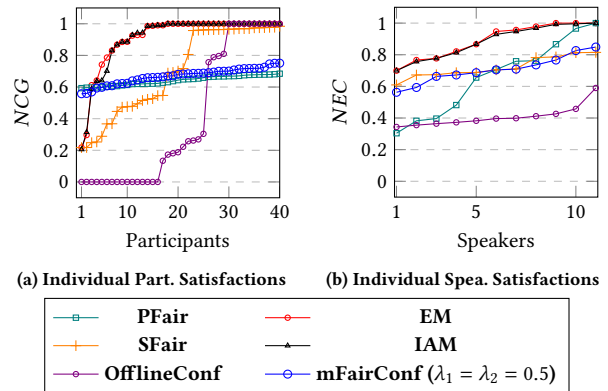 1
0.8
0.6
0.4
0.2
0
NCG
1 10 20 30 40
Participants
(a) Individual Part. Satisfactions
1
0.8
0.6
0.4
0.2
0
NEC
1 5 10
Speakers
(b) Individual Spea. Satisfactions
PFair EM
SFair IAM
OfflineConf mFairConf (λ₁ = λ₂ = 0.5)